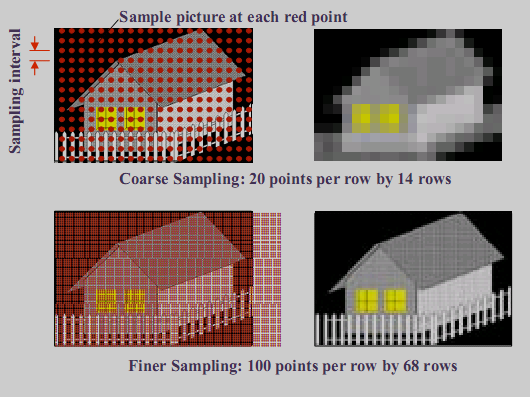 Sample picture at each red point
Sampling interval
Coarse Sampling: 20 points per row by 14 rows
Finer Sampling: 100 points per row by 68 rows